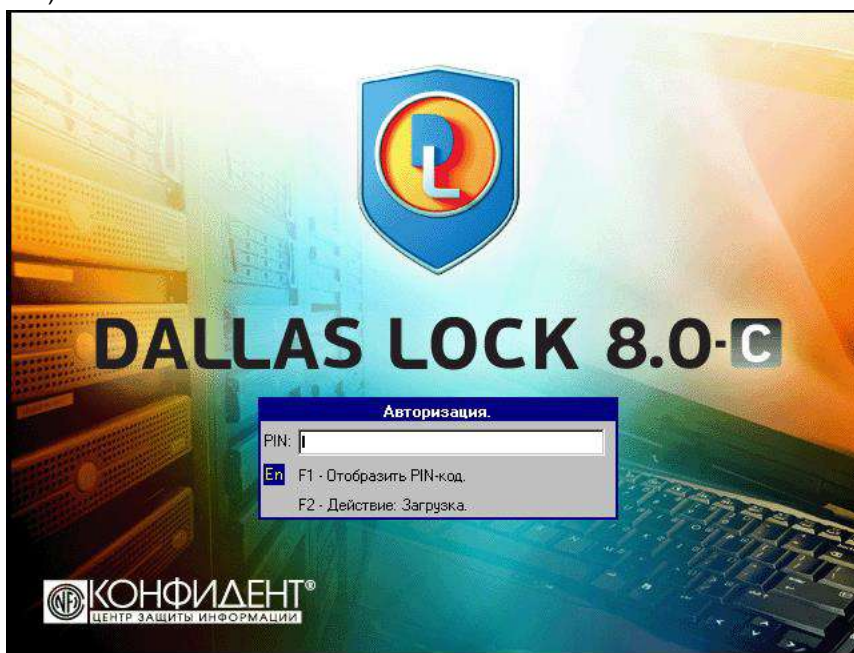 DL
DALLAS LOCK 8.0-C
Авторизация.
PIN:
En F1 - Отобразить PIN-код.
F2 - Действие: Загрузка.
КОНФИДЕНТ®
ЦЕНТР ЗАЩИТЫ ИНФОРМАЦИИ